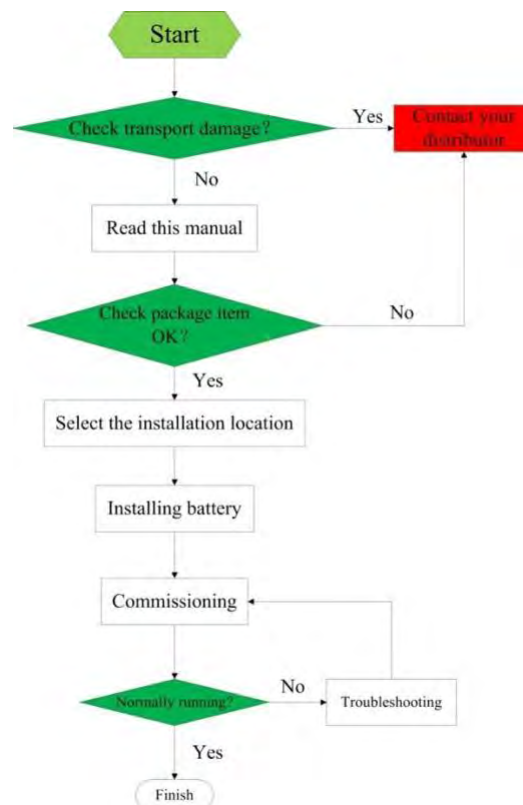 Start
Check transport damage?
Yes
Contact your
distributor
No
Read this manual
Check package item
OK?
No
Yes
Select the installation location
Installing battery
Commissioning
Normally running?
No
Troubleshooting
Yes
Finish